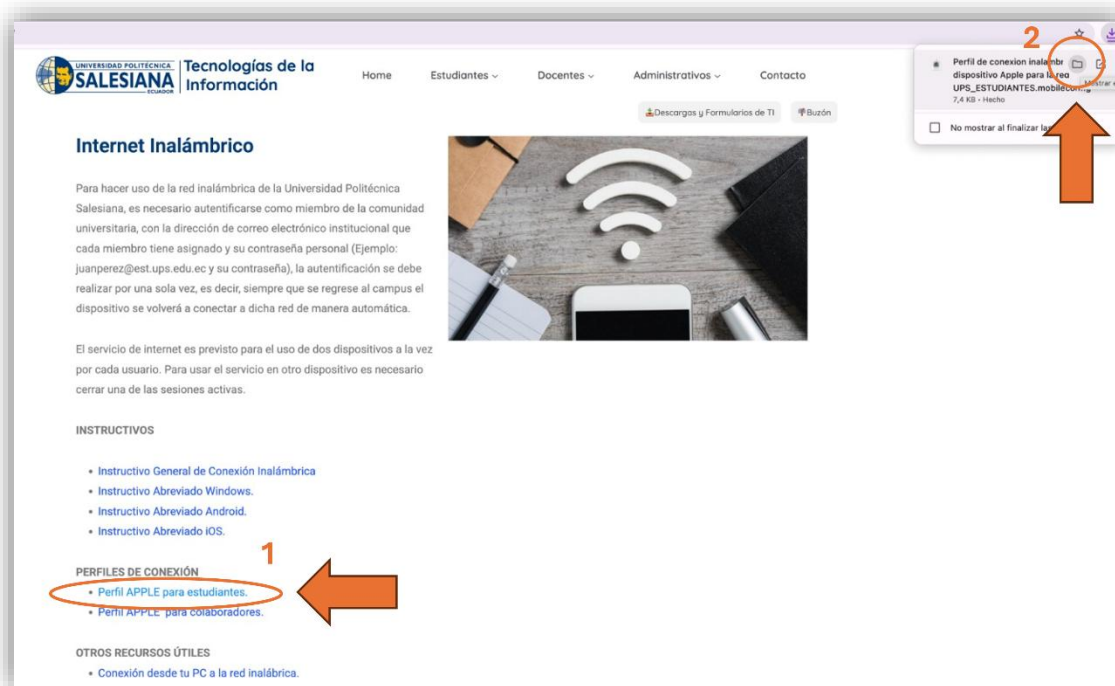 2
UNIVERSIDAD POLITÉCNICA
SALESIANA
ECUADOR
Tecnologías de la
Información
Home
Estudiantes
Docentes
Administrativos
Contacto
Descargas y Formularios de TI
Buzón
Perfil de conexion
dispositivo Apple para la red
UPS_ESTUDIANTES.
7,4 KB • Hecho
No mostrar al finalizar
Internet Inalámbrico
Para hacer uso de la red inalámbrica de la Universidad Politécnica
Salesiana, es necesario autentificarse como miembro de la comunidad
universitaria, con la dirección de correo electrónico institucional que
cada miembro tiene asignado y su contraseña personal (Ejemplo:
juanperez@est.ups.edu.ec y su contraseña), la autentificación se debe
realizar por una sola vez, es decir, siempre que se regrese al campus el
dispositivo se volverá a conectar a dicha red de manera automática.
El servicio de internet es previsto para el uso de dos dispositivos a la vez
por cada usuario. Para usar el servicio en otro dispositivo es necesario
cerrar una de las sesiones activas.
INSTRUCTIVOS
• Instructivo General de Conexión Inalámbrica
• Instructivo Abreviado Windows.
• Instructivo Abreviado Android.
• Instructivo Abreviado iOS.
1
PERFILES DE CONEXIÓN
• Perfil APPLE para estudiantes.
• Perfil APPLE para colaboradores.
OTROS RECURSOS ÚTILES
• Conexión desde tu PC a la red inalábrica.